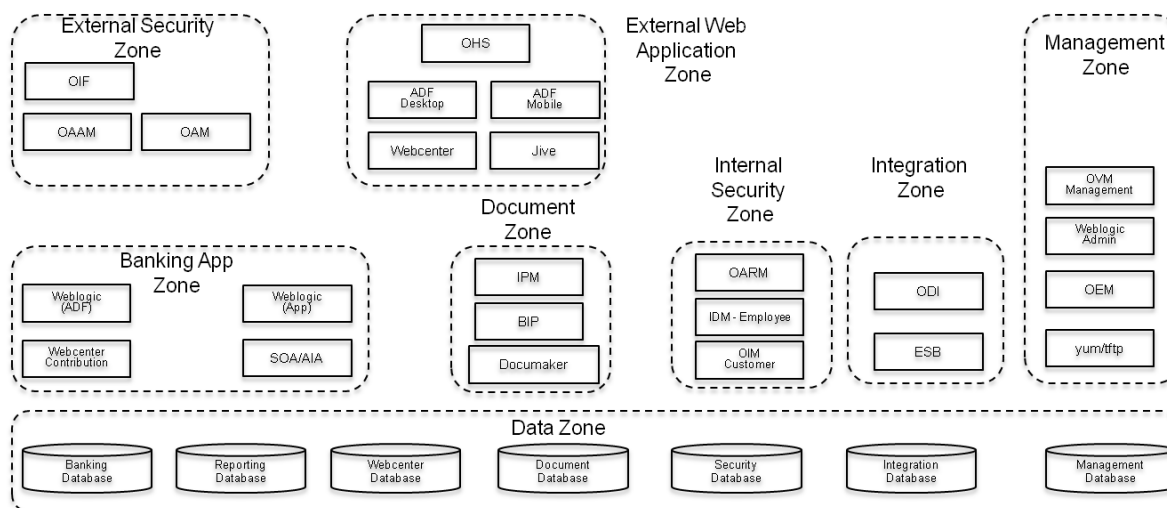 External Security
Zone
OIF
OAAM
OAM
OHS
ADF
Desktop
ADF
Mobile
Webcenter
Jive
External Web
Application
Zone
Management
Zone
OVM
Management
Weblogic
Admin
OEM
yum/tftp
Banking App
Zone
Weblogic
(ADF)
Weblogic
(App)
Webcenter
Contribution
SOA/AIA
Document
Zone
IPM
BIP
Documaker
Internal
Security
Zone
OARM
IDM - Employee
OIM
Customer
Integration
Zone
ODI
ESB
Data Zone
Banking
Database
Reporting
Database
Webcenter
Database
Document
Database
Security
Database
Integration
Database
Management
Database